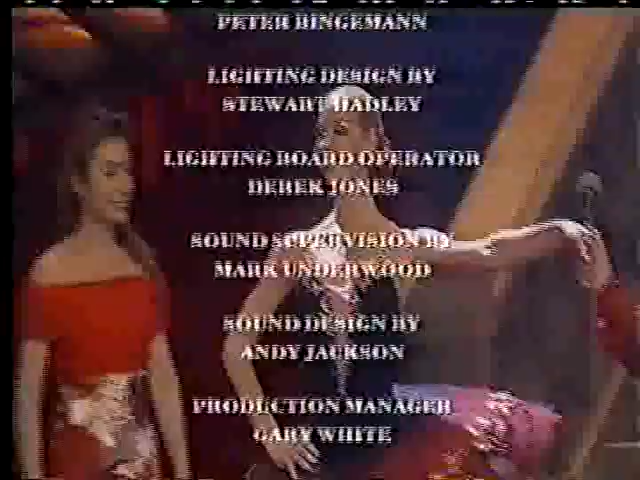 PETER BINGEMANN
LIGHTING DESIGN BY
STEWART HADLEY
LIGHTING BOARD OPERATOR
DEREK JONES
SOUND SUPERVISION BY
MARK UNDERWOOD
SOUND DESIGN BY
ANDY JACKSON
PRODUCTION MANAGER
GARY WHITE